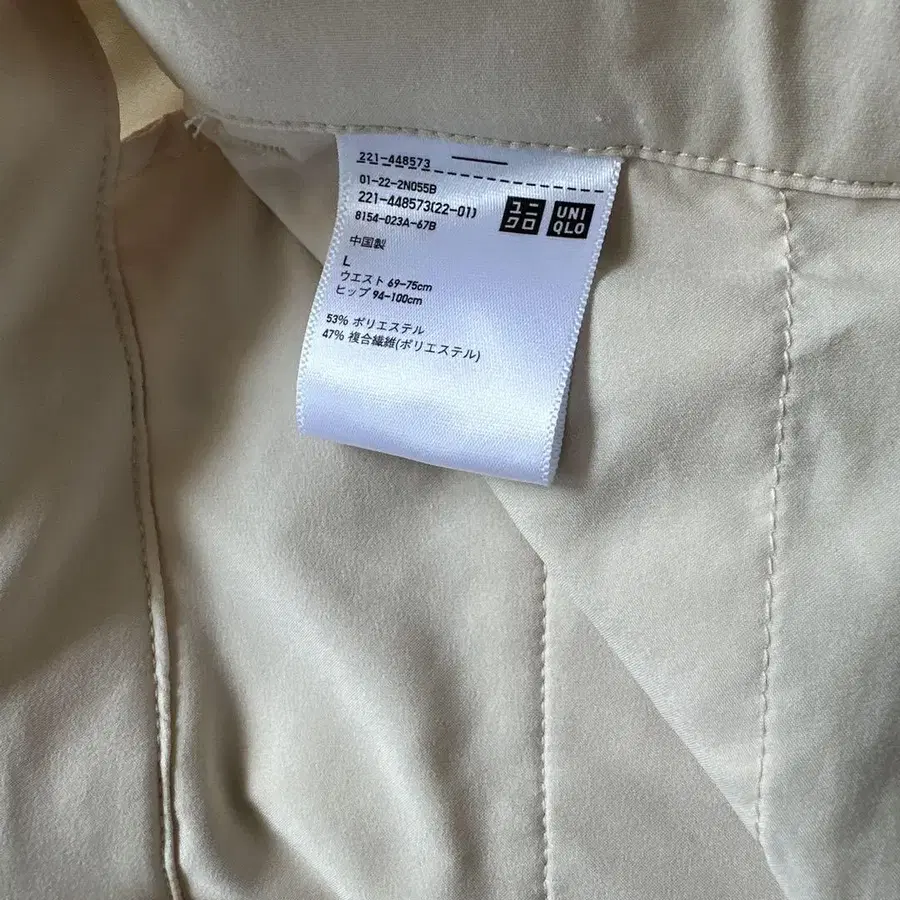 221-448573
01-22-2N055B
221-448573(22-01)
8154-023A-67B
ユニ
クロ
UNI
QLO
中国製
L
ウエスト 69-75cm
ヒップ 94-100cm
53% ポリエステル
47% 複合繊維(ポリエステル)